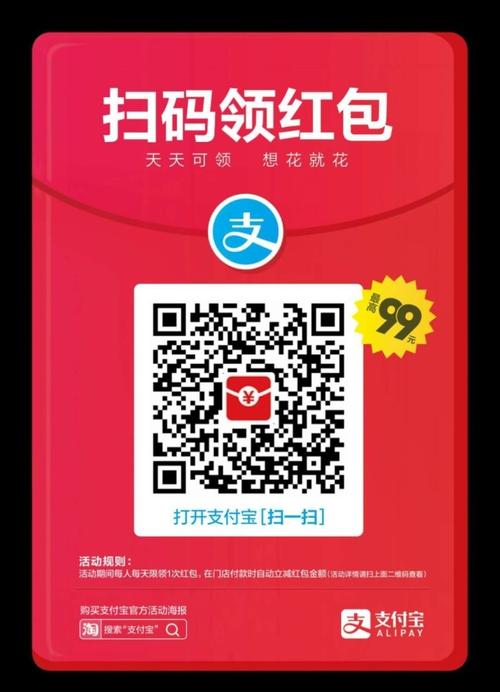 扫码领红包
天天可领 想花就花
支
最高99元
¥
打开支付宝[扫一扫]
活动规则:
活动期间每人每天限领1次红包,在门店付款时自动立减红包金额(活动详情请扫上面二维码查看)
购买支付宝官方活动海报
淘 搜索“支付宝”
支 支付宝
ALIPAY